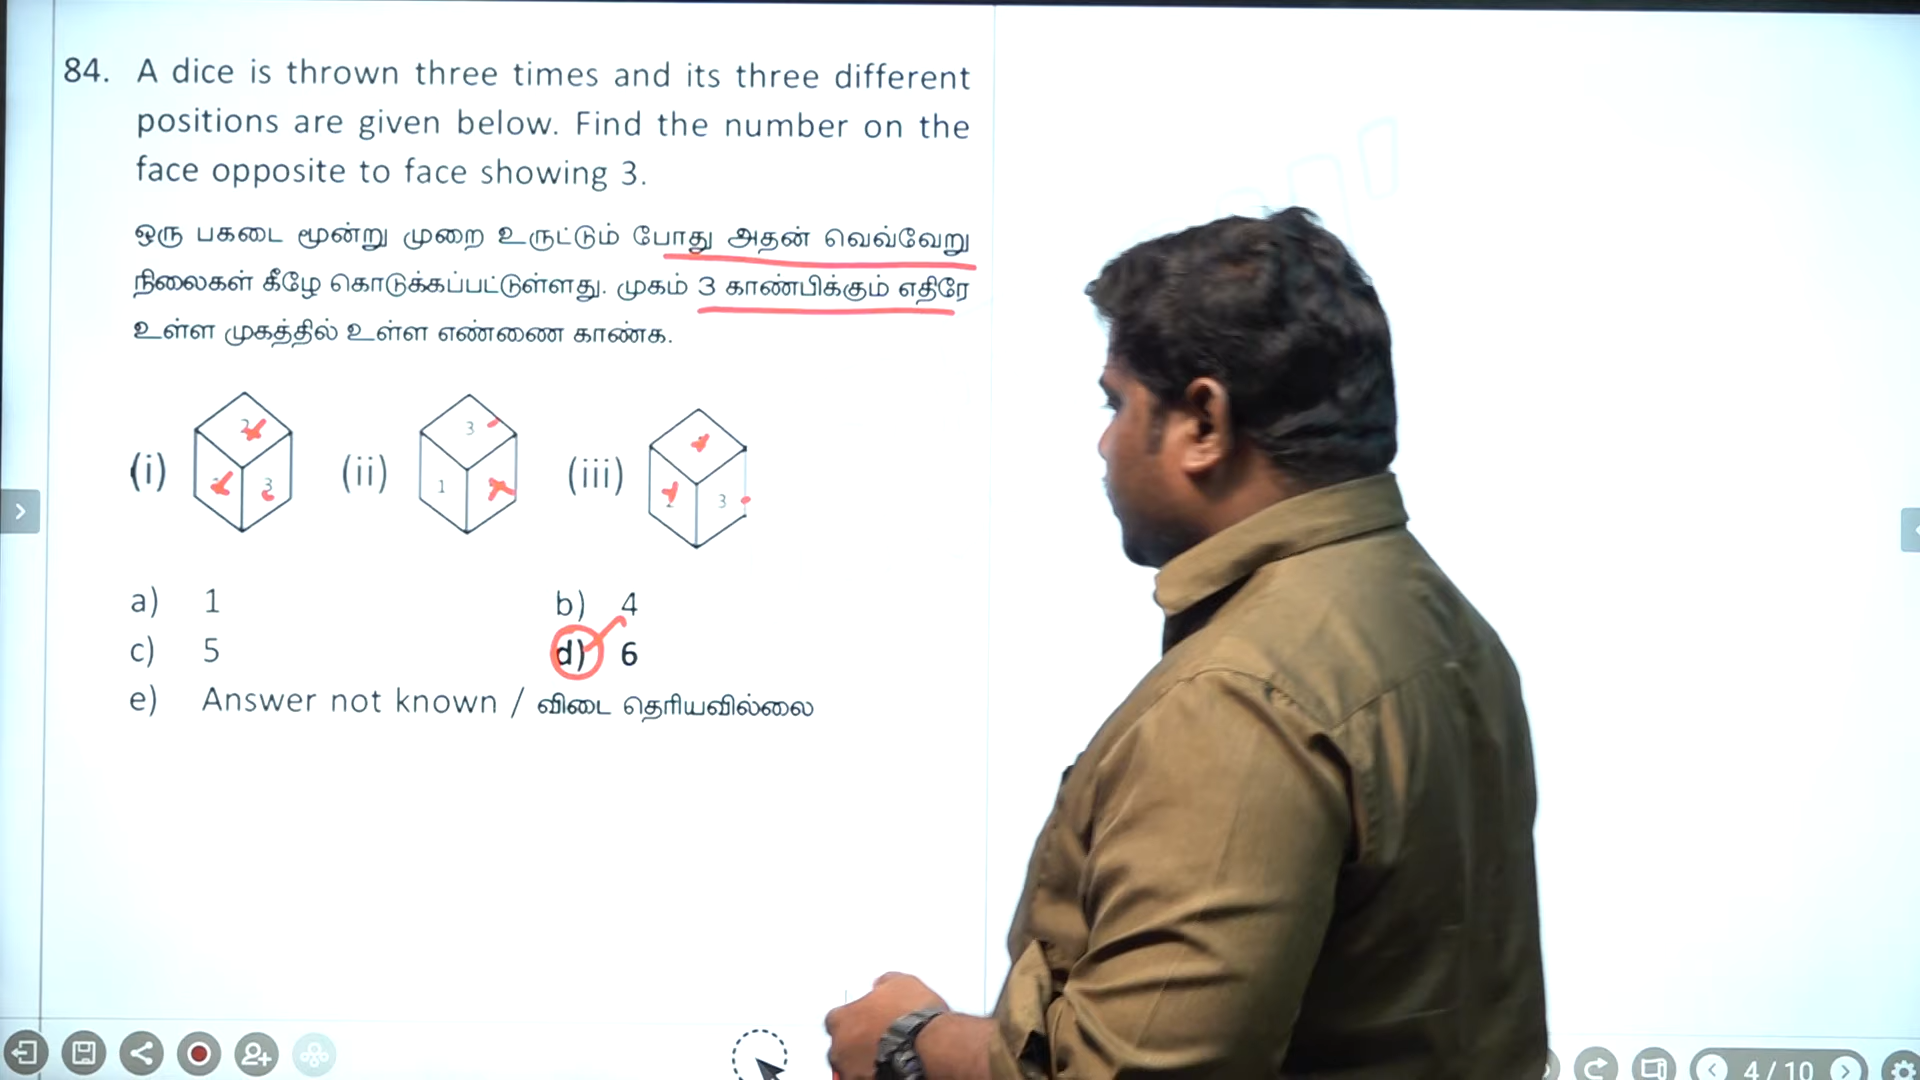 84. A dice is thrown three times and its three different
positions are given below. Find the number on the
face opposite to face showing 3.
ஒரு பகடை மூன்று முறை உருட்டும் போது அதன் வெவ்வேறு
நிலைகள் கீழே கொடுக்கப்பட்டுள்ளது. முகம் 3 காண்பிக்கும் எதிரே
உள்ள முகத்தில் உள்ள எண்ணை காண்க.
(i) 2 3 (ii) 3 1 (iii) 3
a) 1 b) 4
c) 5 d) 6
e) Answer not known / விடை தெரியவில்லை
4/10